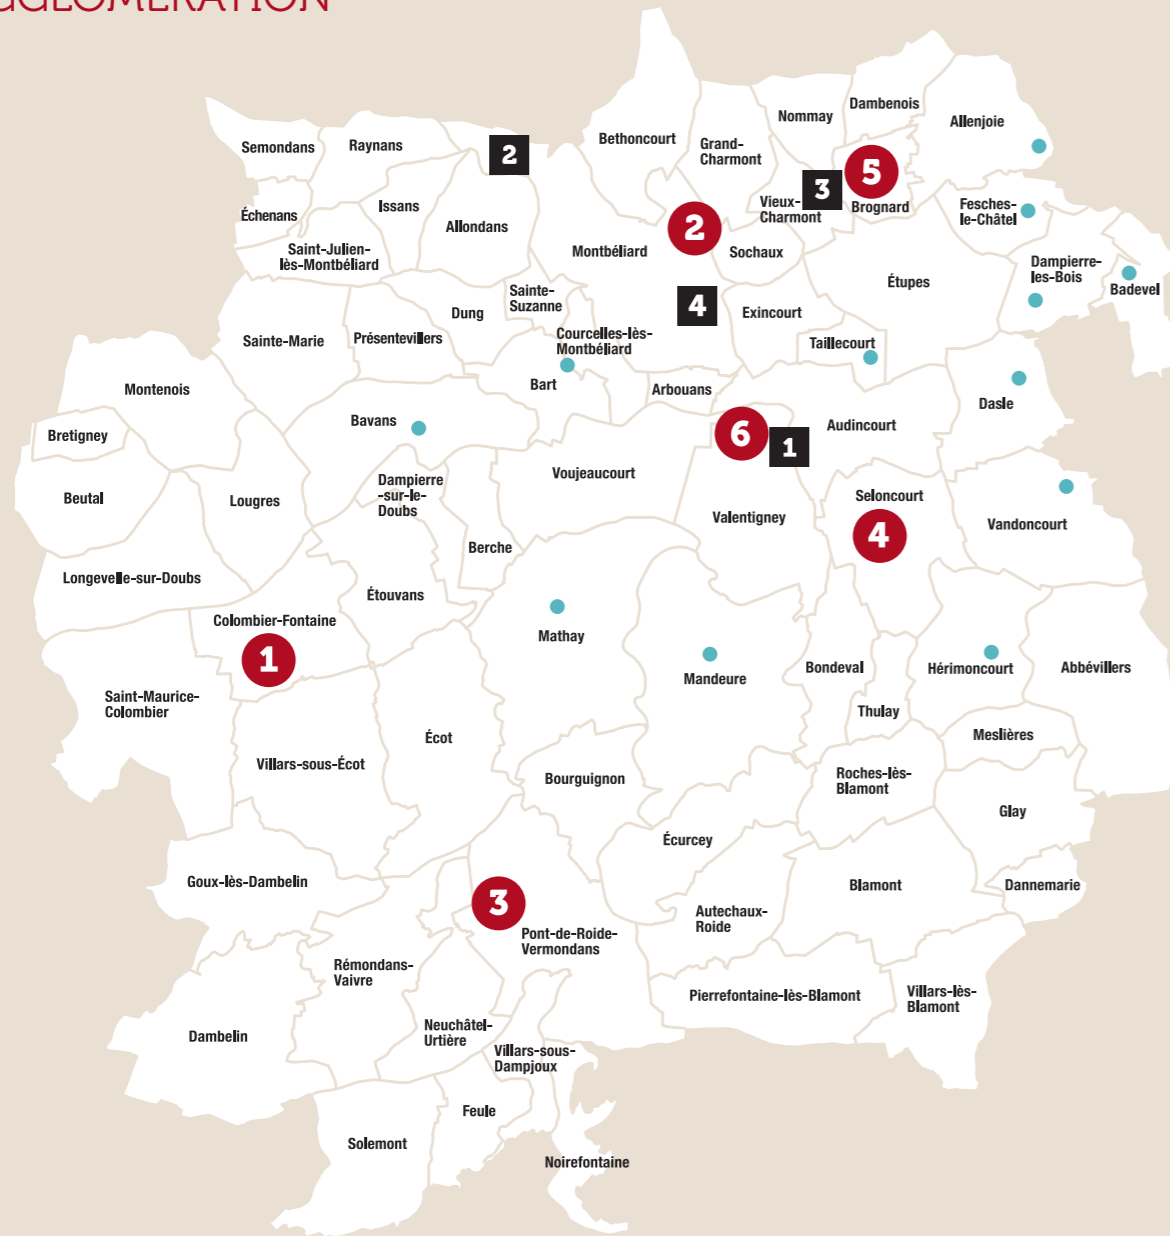 GGLOMÉRATION
Dambenois
Nommay
Allenjoie
Bethoncourt
Grand-
Charmont
Semondans
Raynans
2
3
5
Vieux-
Charmont
Brognard
Fesches-
le-Châtel
Échenans
Issans
Allondans
2
Saint-Julien-
lès-Montbéliard
Montbéliard
Sochaux
Dampierre-
les-Bois
Badevel
Étupes
Sainte-
Suzanne
4
Dung
Exincourt
Sainte-Marie
Présentevillers
Courcelles-lès-
Montbéliard
Taillecourt
Montenois
Bart
Arbouans
Dasle
Bretigney
Bavans
6
1
Audincourt
Beutal
Lougres
Dampierre
-sur-le-
Doubs
Voujeaucourt
Valentigney
Seloncourt
4
Vandoncourt
Berche
Longevelle-sur-Doubs
Étouvans
Colombier-Fontaine
1
Mathay
Mandeure
Bondeval
Hérimoncourt
Abbévillers
Saint-Maurice-
Colombier
Thulay
Écot
Meslières
Villars-sous-Écot
Bourguignon
Roches-lès-
Blamont
Glay
Écurcey
Goux-lès-Dambelin
Blamont
Dannemarie
3
Pont-de-Roide-
Vermondans
Autechaux-
Roide
Rémondans-
Vaivre
Pierrefontaine-lès-Blamont
Villars-lès-
Blamont
Dambelin
Neuchâtel-
Urtière
Villars-sous-
Dampjoux
Feule
Solemont
Noirefontaine